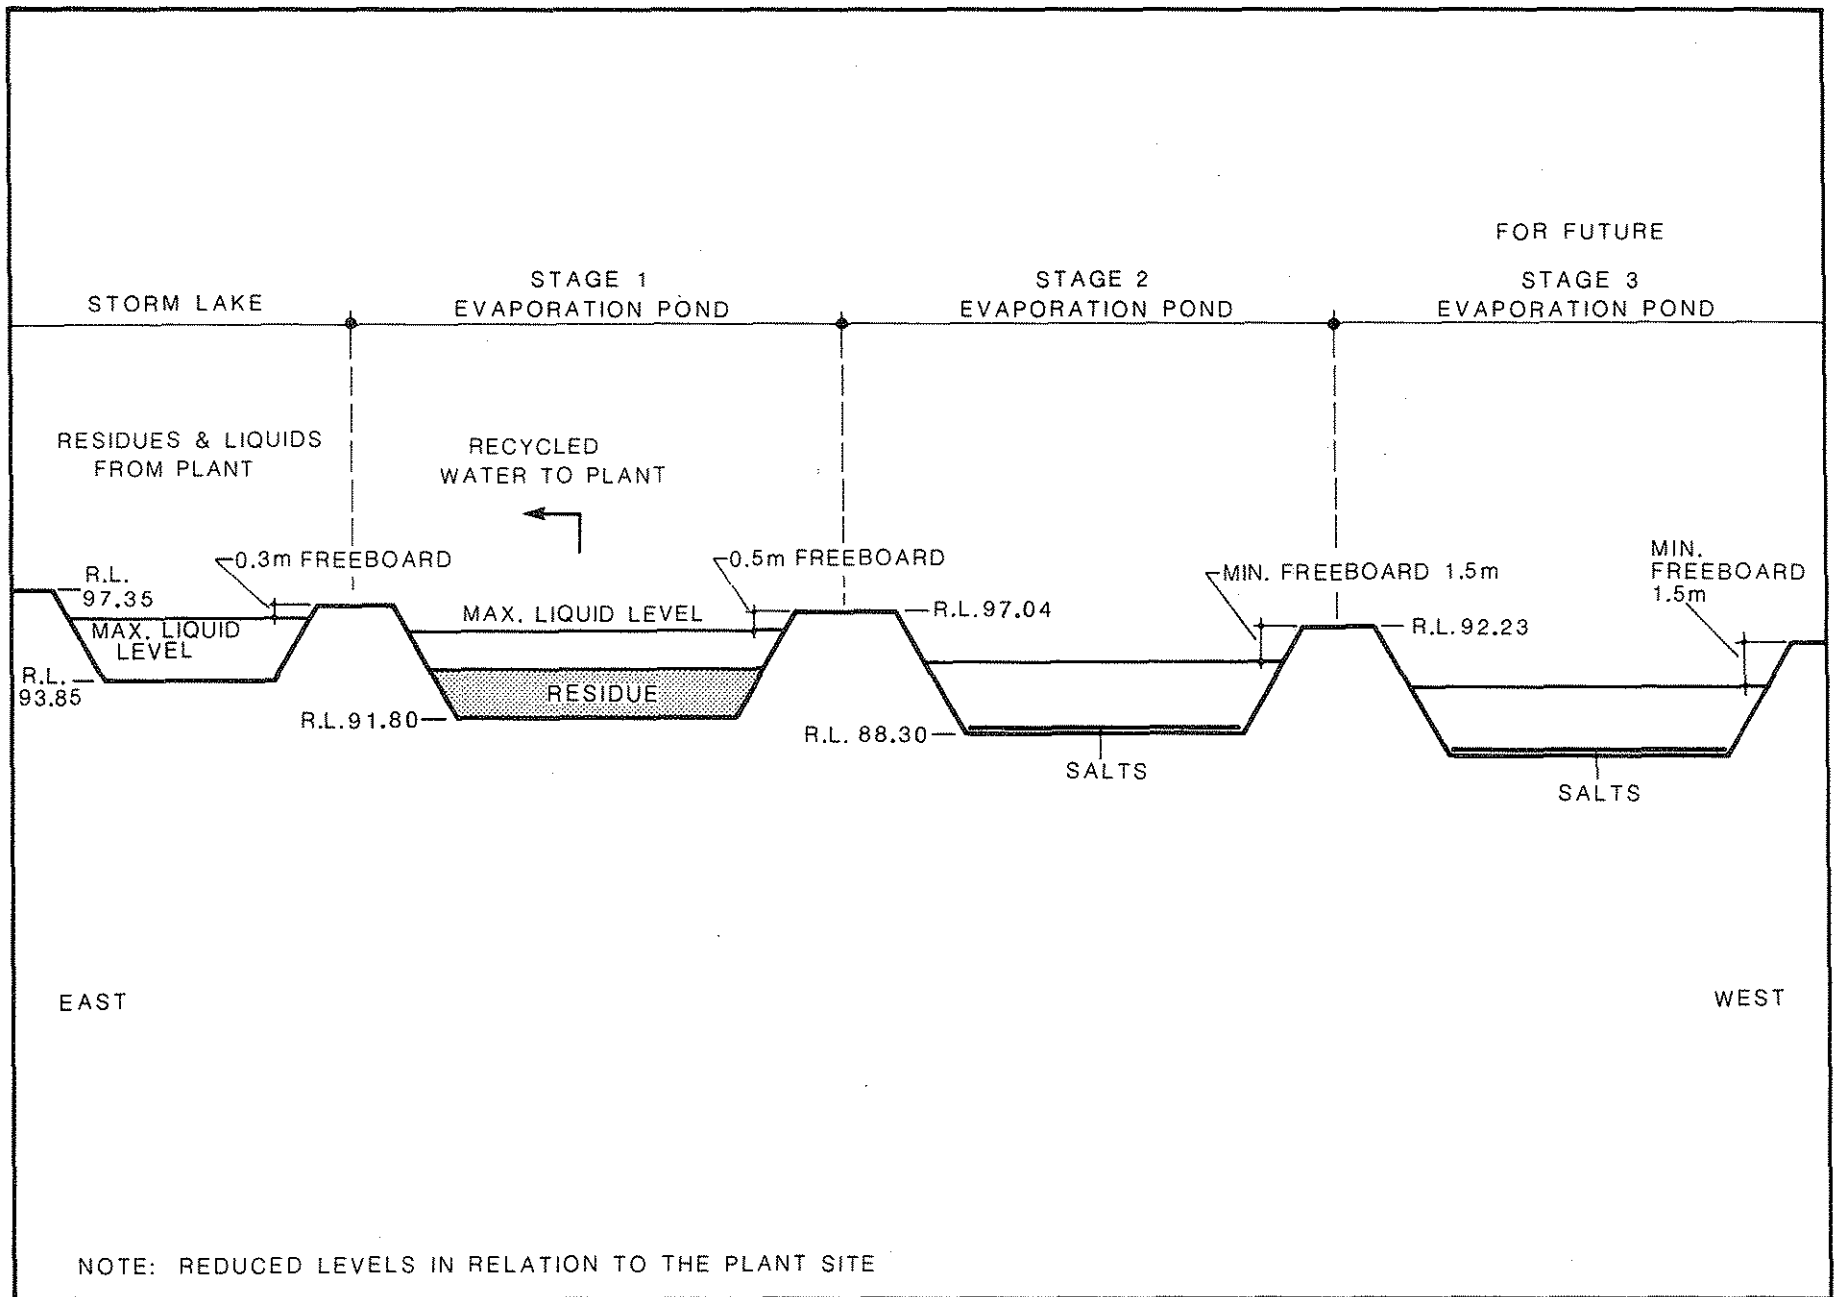 FOR FUTURE
STORM LAKE
STAGE 1
EVAPORATION POND
STAGE 2
EVAPORATION POND
STAGE 3
EVAPORATION POND
RESIDUES & LIQUIDS
FROM PLANT
RECYCLED
WATER TO PLANT
0.3m FREEBOARD
0.5m FREEBOARD
MIN. FREEBOARD 1.5m
MIN.
FREEBOARD
1.5m
R.L.
97.35
MAX. LIQUID
LEVEL
MAX. LIQUID LEVEL
R.L.97.04
R.L.92.23
R.L.
93.85
R.L.91.80
RESIDUE
R.L. 88.30
SALTS
SALTS
EAST
WEST
NOTE: REDUCED LEVELS IN RELATION TO THE PLANT SITE